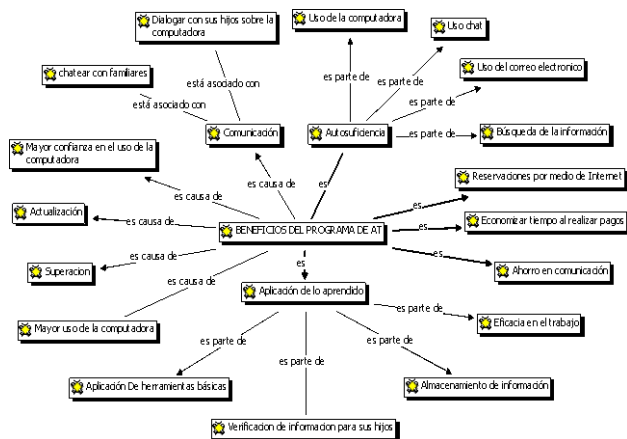 Dialogar con sus hijos sobre la
computadora
Uso de la computadora
Uso chat
chatear con familiares
Uso del correo electronico
está asociado con
es parte de
es parte de
es parte de
está asociado con
Comunicación
Autosuficiencia
es parte de
Búsqueda de la información
Mayor confianza en el uso de la
computadora
Reservaciones por medio de Internet
es causa de
es causa de
es
es
Actualización
es causa de
BENEFICIOS DEL PROGRAMA DE AT
es
Economizar tiempo al realizar pagos
Superacion
es causa de
es
es
Ahorro en comunicación
es causa de
Aplicación de lo aprendido
Mayor uso de la computadora
es parte de
Eficacia en el trabajo
es parte de
es parte de
es parte de
Aplicación De herramientas básicas
Almacenamiento de información
Verificacion de informacion para sus hijos